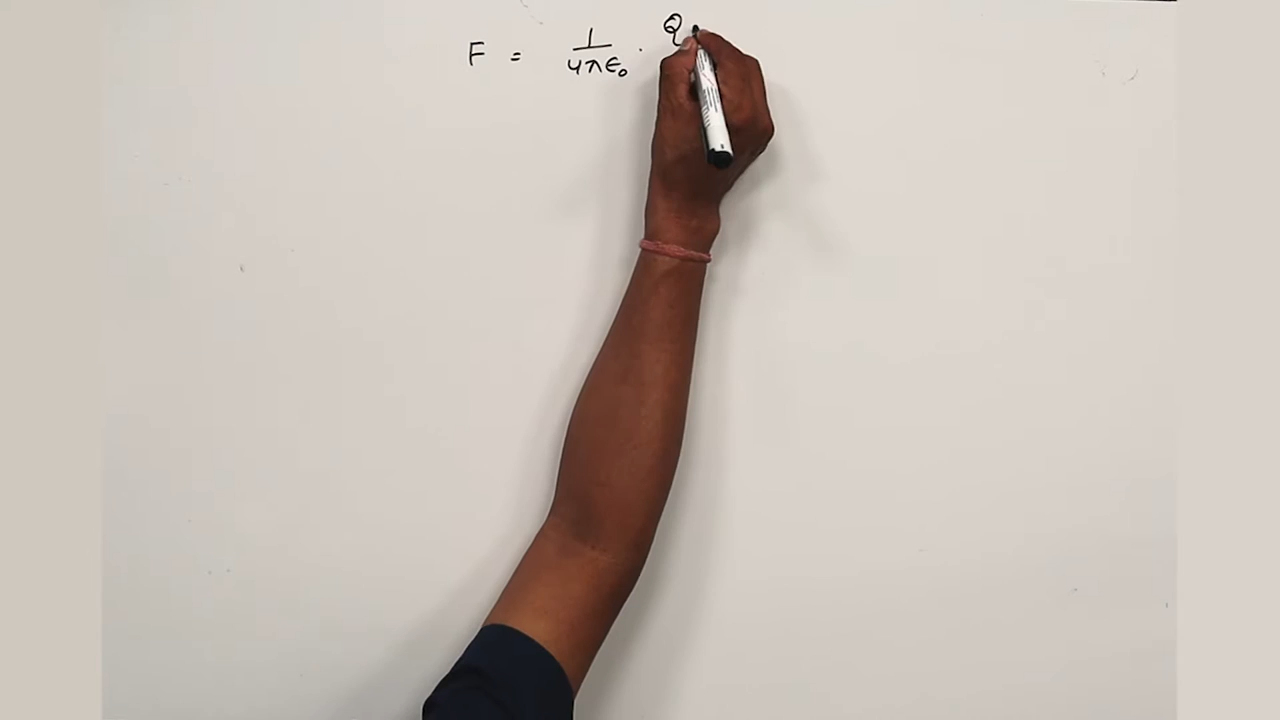 F = 1/4πϵ₀ · Q